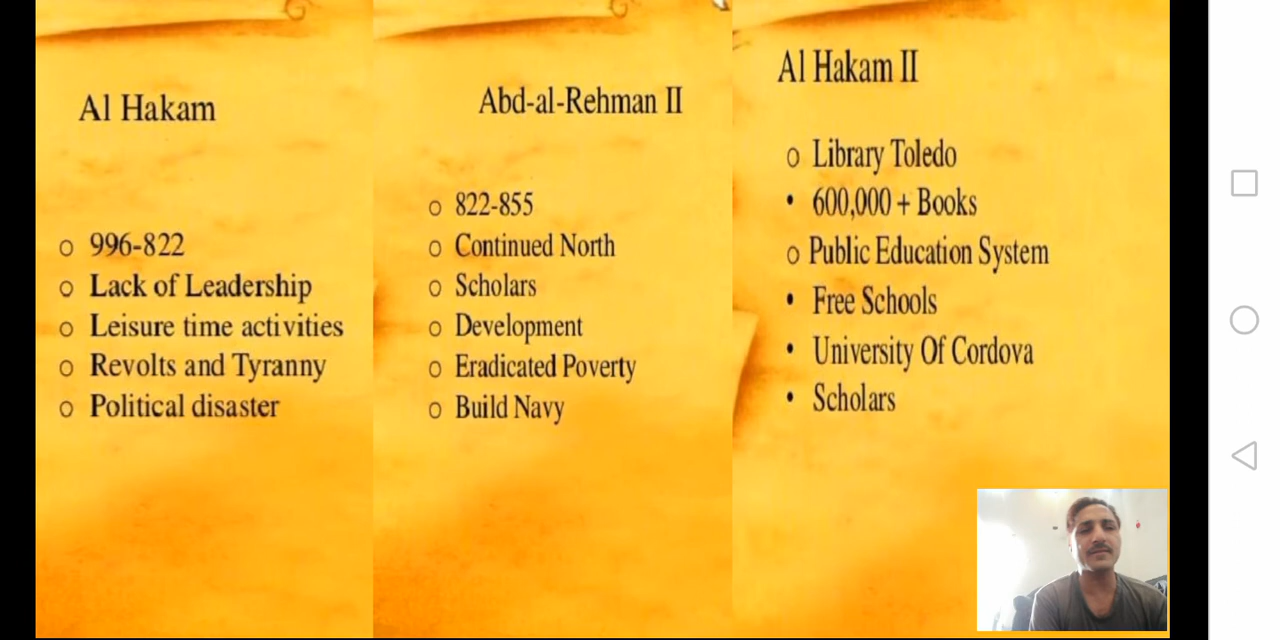 Al Hakam
o 996-822
o Lack of Leadership
o Leisure time activities
o Revolts and Tyranny
o Political disaster
Abd-al-Rehman II
o 822-855
o Continued North
o Scholars
o Development
o Eradicated Poverty
o Build Navy
Al Hakam II
o Library Toledo
• 600,000 + Books
o Public Education System
• Free Schools
• University Of Cordova
• Scholars